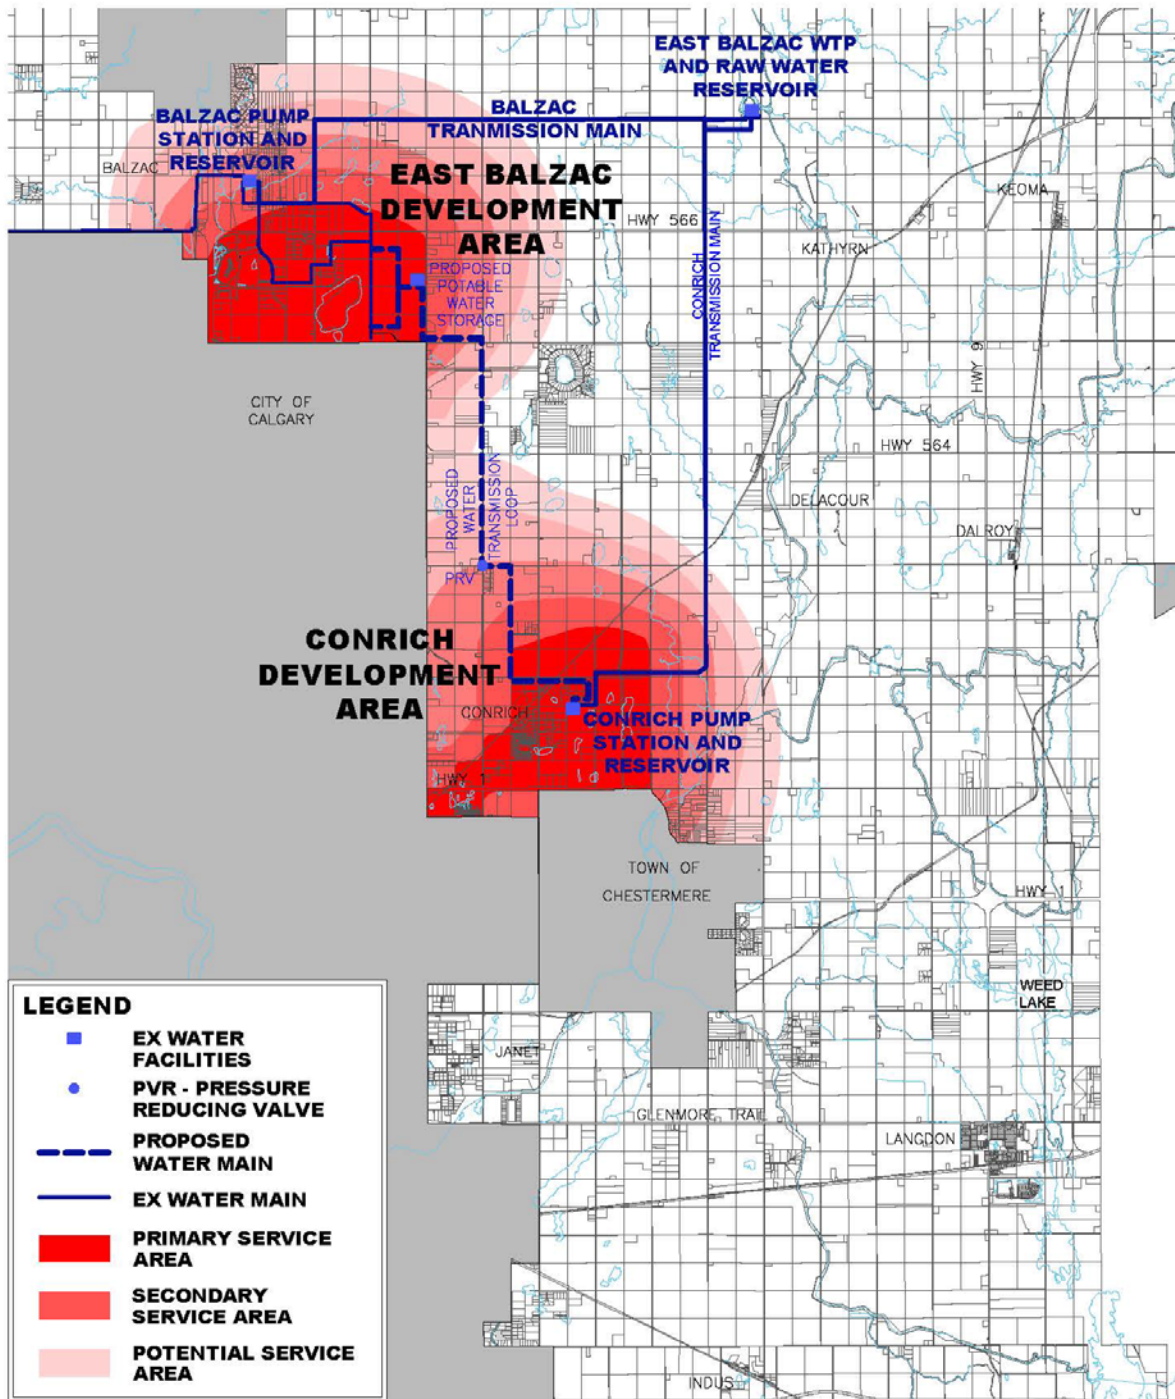 EAST BALZAC WTP
AND RAW WATER
RESERVOIR
BALZAC
TRANMISSION MAIN
BALZAC PUMP
STATION AND
RESERVOIR
BALZAC
EAST BALZAC
DEVELOPMENT
AREA
HWY 566
KEOMA
KATHYRN
PROPOSED
POTABLE
WATER
STORAGE
CONRICH
TRANSMISSION MAIN
HWY 9
CITY OF
CALGARY
HWY 564
PROPOSED
WATER
TRANSMISSION
LOOP
DELACOUR
DALROY
PRV
CONRICH
DEVELOPMENT
AREA
CONRICH
CONRICH PUMP
STATION AND
RESERVOIR
HWY 1
TOWN OF
CHESTERMERE
HWY 1
WEED
LAKE
JANET
GLENMORE TRAIL
LANGDON
INDUS
LEGEND
EX WATER
FACILITIES
PVR - PRESSURE
REDUCING VALVE
PROPOSED
WATER MAIN
EX WATER MAIN
PRIMARY SERVICE
AREA
SECONDARY
SERVICE AREA
POTENTIAL SERVICE
AREA